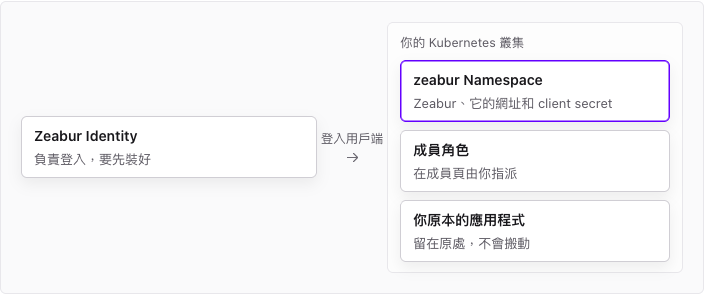 Zeabur Identity
負責登入，要先裝好
登入用戶端
→
你的 Kubernetes 叢集
zeabur Namespace
Zeabur、它的網址和 client secret
成員角色
在成員頁由你指派
你原本的應用程式
留在原處，不會搬動